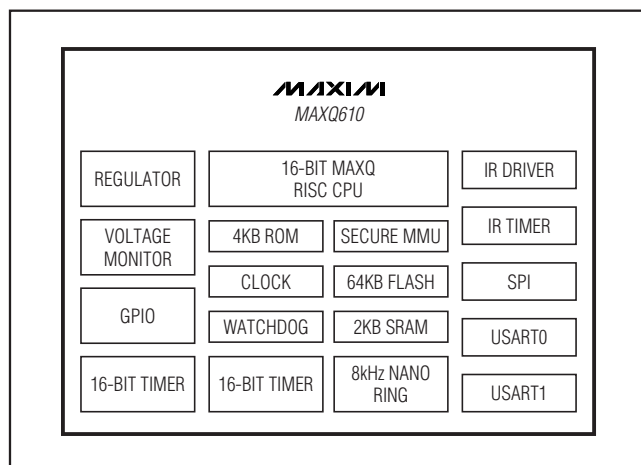 MAXIM
MAXQ610
REGULATOR
16-BIT MAXQ
RISC CPU
IR DRIVER
VOLTAGE
MONITOR
4KB ROM
SECURE MMU
IR TIMER
CLOCK
64KB FLASH
SPI
GPIO
WATCHDOG
2KB SRAM
USART0
16-BIT TIMER
16-BIT TIMER
8kHz NANO
RING
USART1